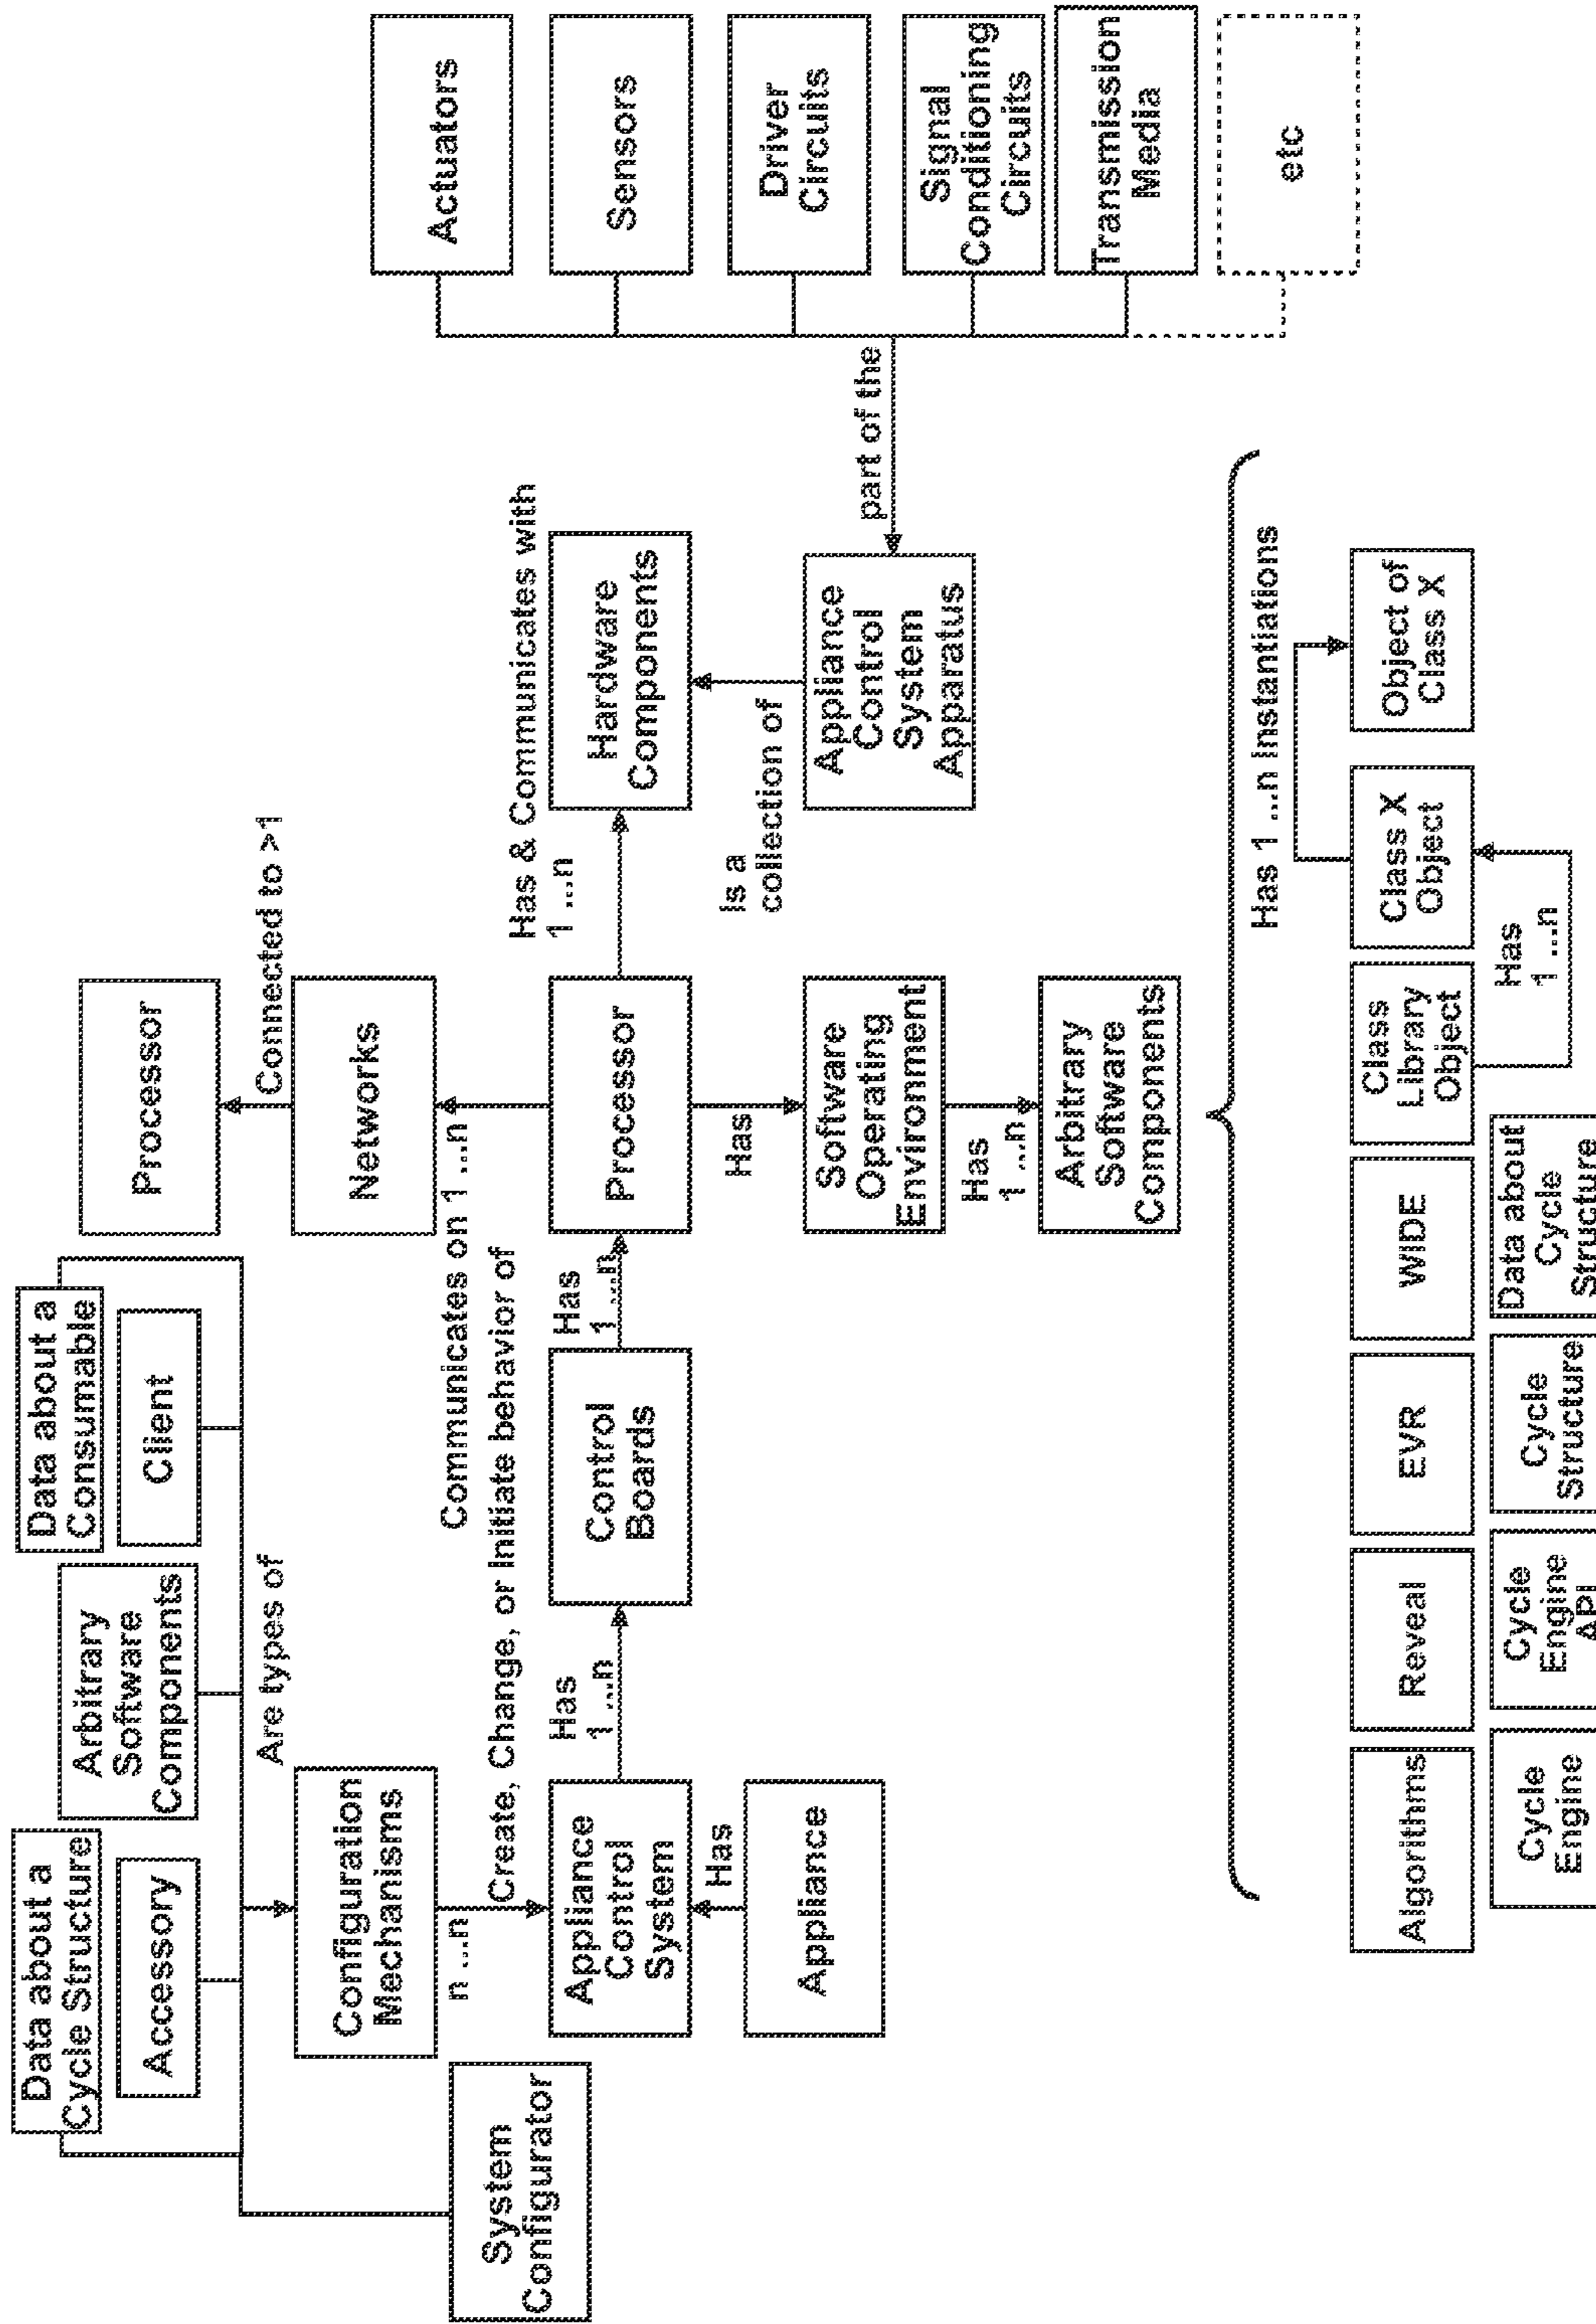 Data about a
Cycle Structure
Accessory
Arbitrary
Software
Components
Data about a
Consumable
Client
Processor
Are types of
Connected to >1
System
Configurator
Configuration
Mechanisms
Networks
n ...n
Create, Change, or Initiate behavior of
Communicates on 1 ...n
Has & Communicates with
1 ...n
Appliance
Control
System
Has
1 ...n
Control
Boards
Has
1 ...n
Processor
Hardware
Components
Actuators
Sensors
Driver
Circuits
Signal
Conditioning
Circuits
Transmission
Media
etc
Has
Appliance
Has
is a
collection of
part of the
Software
Operating
Environment
Appliance
Control
System
Apparatus
Has
1 ...n
Arbitrary
Software
Components
Has 1 ...n Instantiations
Algorithms
Reveal
EVR
WIDE
Class
Library
Object
Class X
Object
Object of
Class X
Has
1 ...n
Cycle
Engine
Cycle
Engine
API
Cycle
Structure
Data about
Cycle
Structure